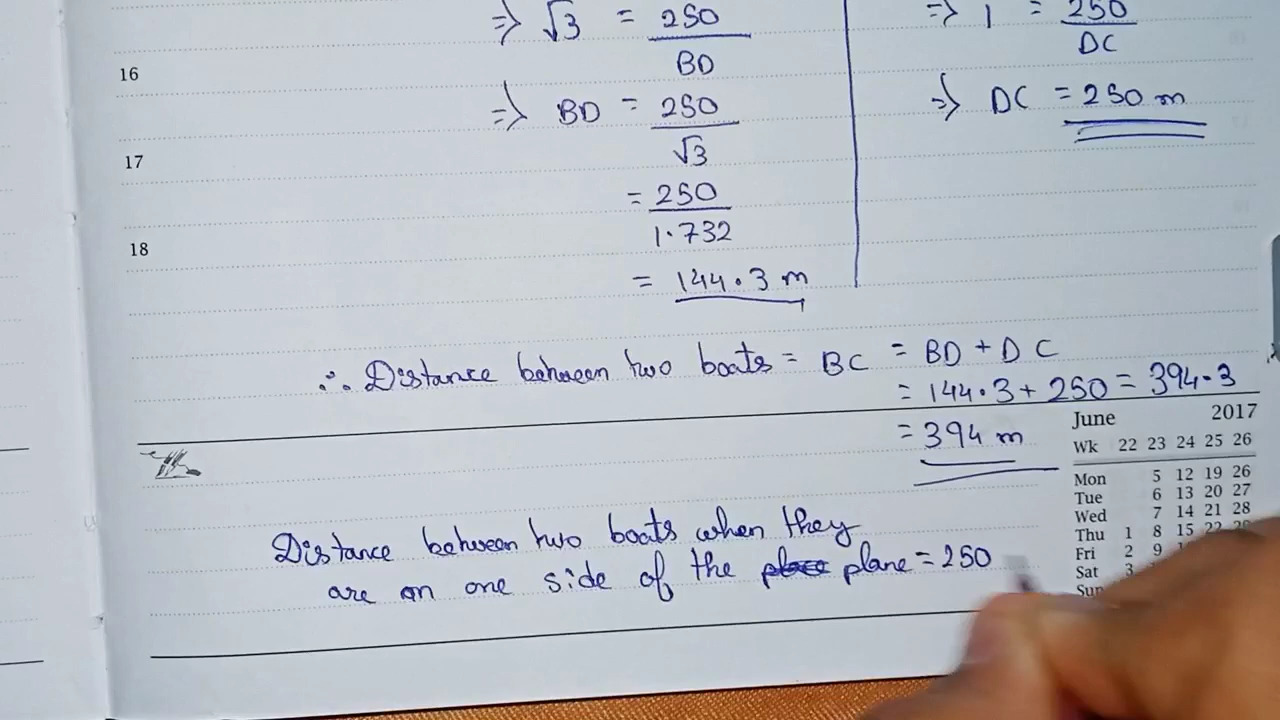 ⇒ √3 = 250
BD
⇒ BD = 250
√3
= 250
1.732
= 144.3 m
⇒ 1 = 250
DC
⇒ DC = 250 m
16
17
18
∴ Distance between two boats = BC = BD + DC
= 144.3 + 250 = 394.3
= 394 m
Distance between two boats when they
are on one side of the plane = 250
June 2017
Wk 22 23 24 25 26
Mon 5 12 19 26
Tue 6 13 20 27
Wed 7 14 21 28
Thu 1 8 15 22
Fri 2 9
Sat 3